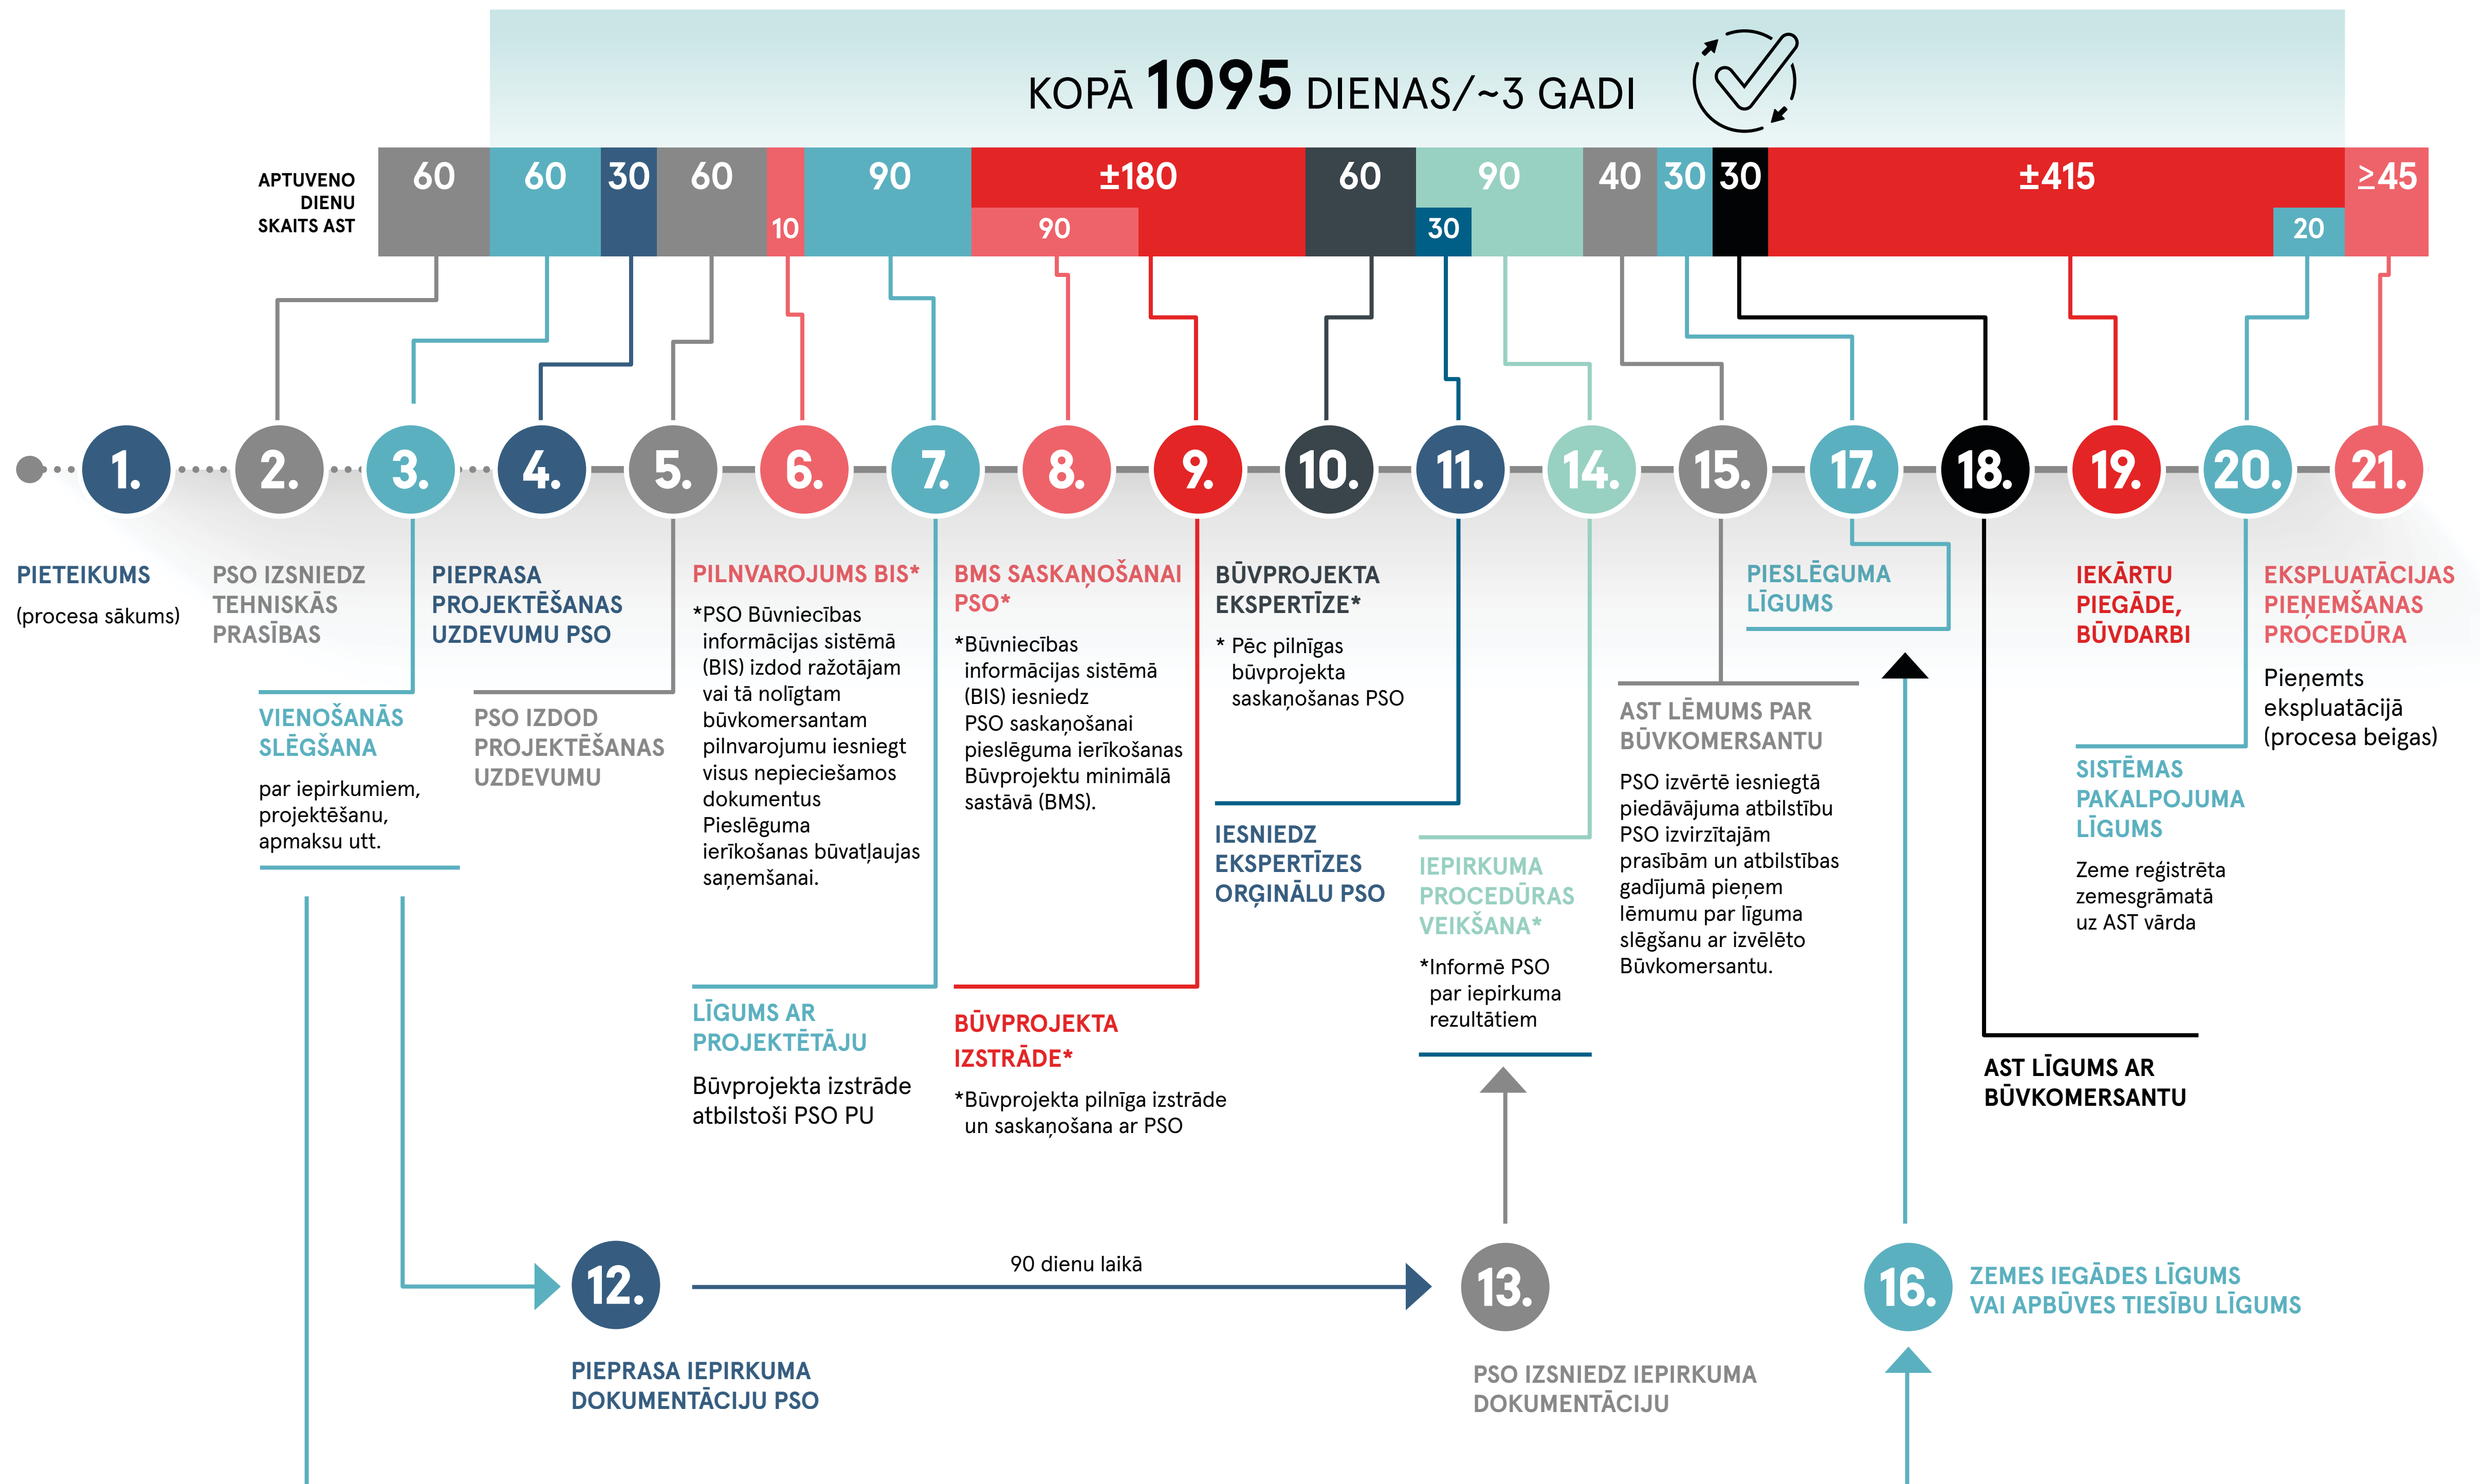 KOPĀ 1095 DIENAS/~3 GADI
APTUVENO
DIENU
SKAITS AST
60
60
30
60
10
90
±180
90
60
90
30
40
30
30
±415
20
≥45
1.
2.
3.
4.
5.
6.
7.
8.
9.
10.
11.
14.
15.
17.
18.
19.
20.
21.
PIETEIKUMS
(procesa sākums)
PSO IZSNIEDZ
TEHNISKĀS
PRASĪBAS
VIENOŠANĀS
SLĒGŠANA
par iepirkumiem,
projektēšanu,
apmaksu utt.
PIEPRASA
PROJEKTĒŠANAS
UZDEVUMU PSO
PSO IZDOD
PROJEKTĒŠANAS
UZDEVUMU
PILNVAROJUMS BIS*
*PSO Būvniecības
informācijas sistēmā
(BIS) izdod ražotājam
vai tā nolīgtam
būvkomersantam
pilnvarojumu iesniegt
visus nepieciešamos
dokumentus
Pieslēguma
ierīkošanas būvatļaujas
saņemšanai.
LĪGUMS AR
PROJEKTĒTĀJU
Būvprojekta izstrāde
atbilstoši PSO PU
BMS SASKAŅOŠANAI
PSO*
*Būvniecības
informācijas sistēmā
(BIS) iesniedz
PSO saskaņošanai
pieslēguma ierīkošanas
Būvprojektu minimālā
sastāvā (BMS).
BŪVPROJEKTA
IZSTRĀDE*
*Būvprojekta pilnīga izstrāde
un saskaņošana ar PSO
BŪVPROJEKTA
EKSPERTĪZE*
* Pēc pilnīgas
būvprojekta
saskaņošanas PSO
IESNIEDZ
EKSPERTĪZES
ORĢINĀLU PSO
IEPIRKUMA
PROCEDŪRAS
VEIKŠANA*
*Informē PSO
par iepirkuma
rezultātiem
AST LĒMUMS PAR
BŪVKOMERSANTU
PSO izvērtē iesniegtā
piedāvājuma atbilstību
PSO izvirzītajām
prasībām un atbilstības
gadījumā pieņem
lēmumu par līguma
slēgšanu ar izvēlēto
Būvkomersantu.
PIESLĒGUMA
LĪGUMS
AST LĪGUMS AR
BŪVKOMERSANTU
IEKĀRTU
PIEGĀDE,
BŪVDARBI
SISTĒMAS
PAKALPOJUMA
LĪGUMS
Zeme reģistrēta
zemesgrāmatā
uz AST vārda
EKSPLUATĀCIJAS
PIEŅEMŠANAS
PROCEDŪRA
Pieņemts
ekspluatācijā
(procesa beigas)
12.
PIEPRASA IEPIRKUMA
DOKUMENTĀCIJU PSO
90 dienu laikā
13.
PSO IZSNIEDZ IEPIRKUMA
DOKUMENTĀCIJU
16.
ZEMES IEGĀDES LĪGUMS
VAI APBŪVES TIESĪBU LĪGUMS